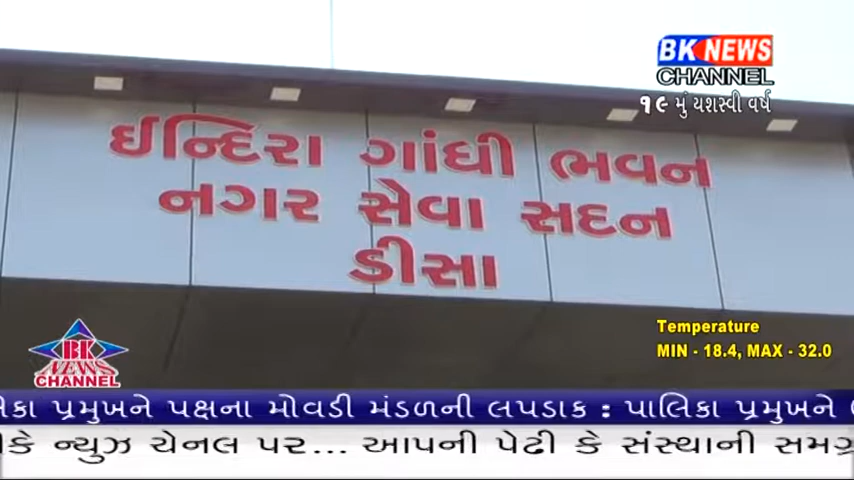 BK NEWS
CHANNEL
૧૯ મું યશસ્વી વર્ષ
ઈન્દિરા ગાંધી ભવન
નગર સેવા સદન
ડીસા
Temperature
MIN - 18.4, MAX - 32.0
BK
NEWS
CHANNEL
પ્રમુખને પક્ષના મોવડી મંડળની લપડાક : પાલિકા પ્રમુખને
ન્યુઝ ચેનલ પર... આપની પેઢી કે સંસ્થાની